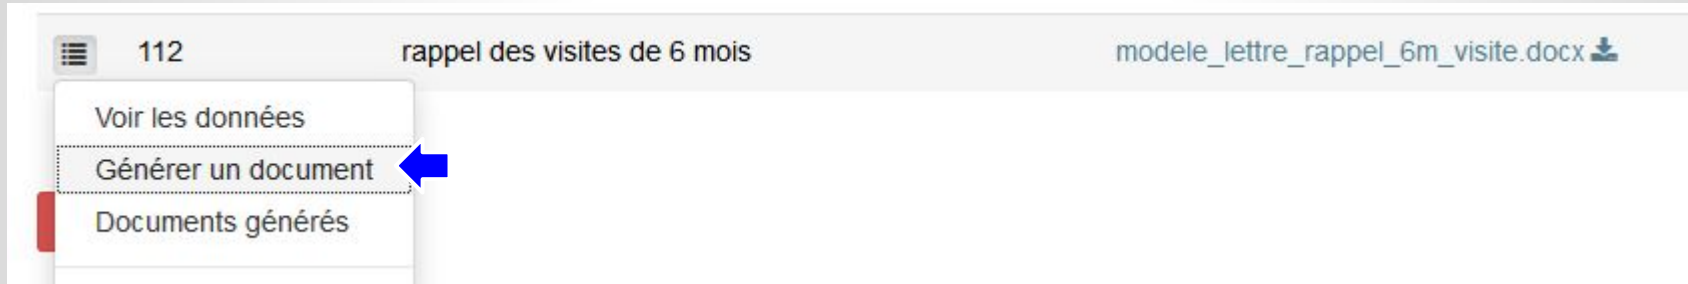 112 rappel des visites de 6 mois modele_lettre_rappel_6m_visite.docx
Voir les données
Générer un document
Documents générés